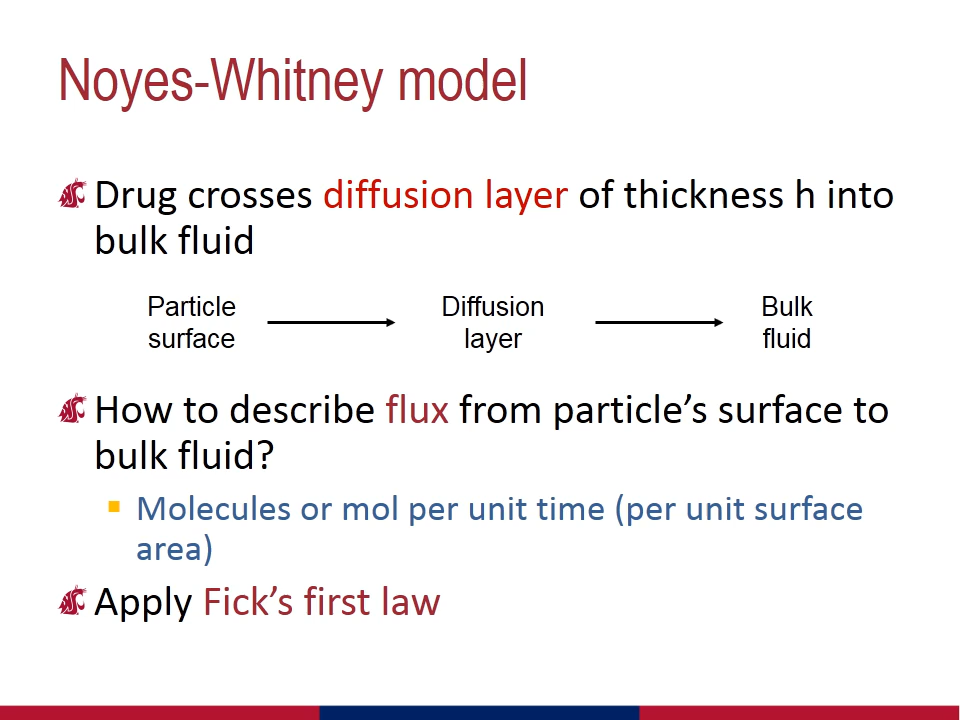 Noyes-Whitney model
Drug crosses diffusion layer of thickness h into
bulk fluid
Particle
surface
Diffusion
layer
Bulk
fluid
How to describe flux from particle’s surface to
bulk fluid?
Molecules or mol per unit time (per unit surface
area)
Apply Fick’s first law